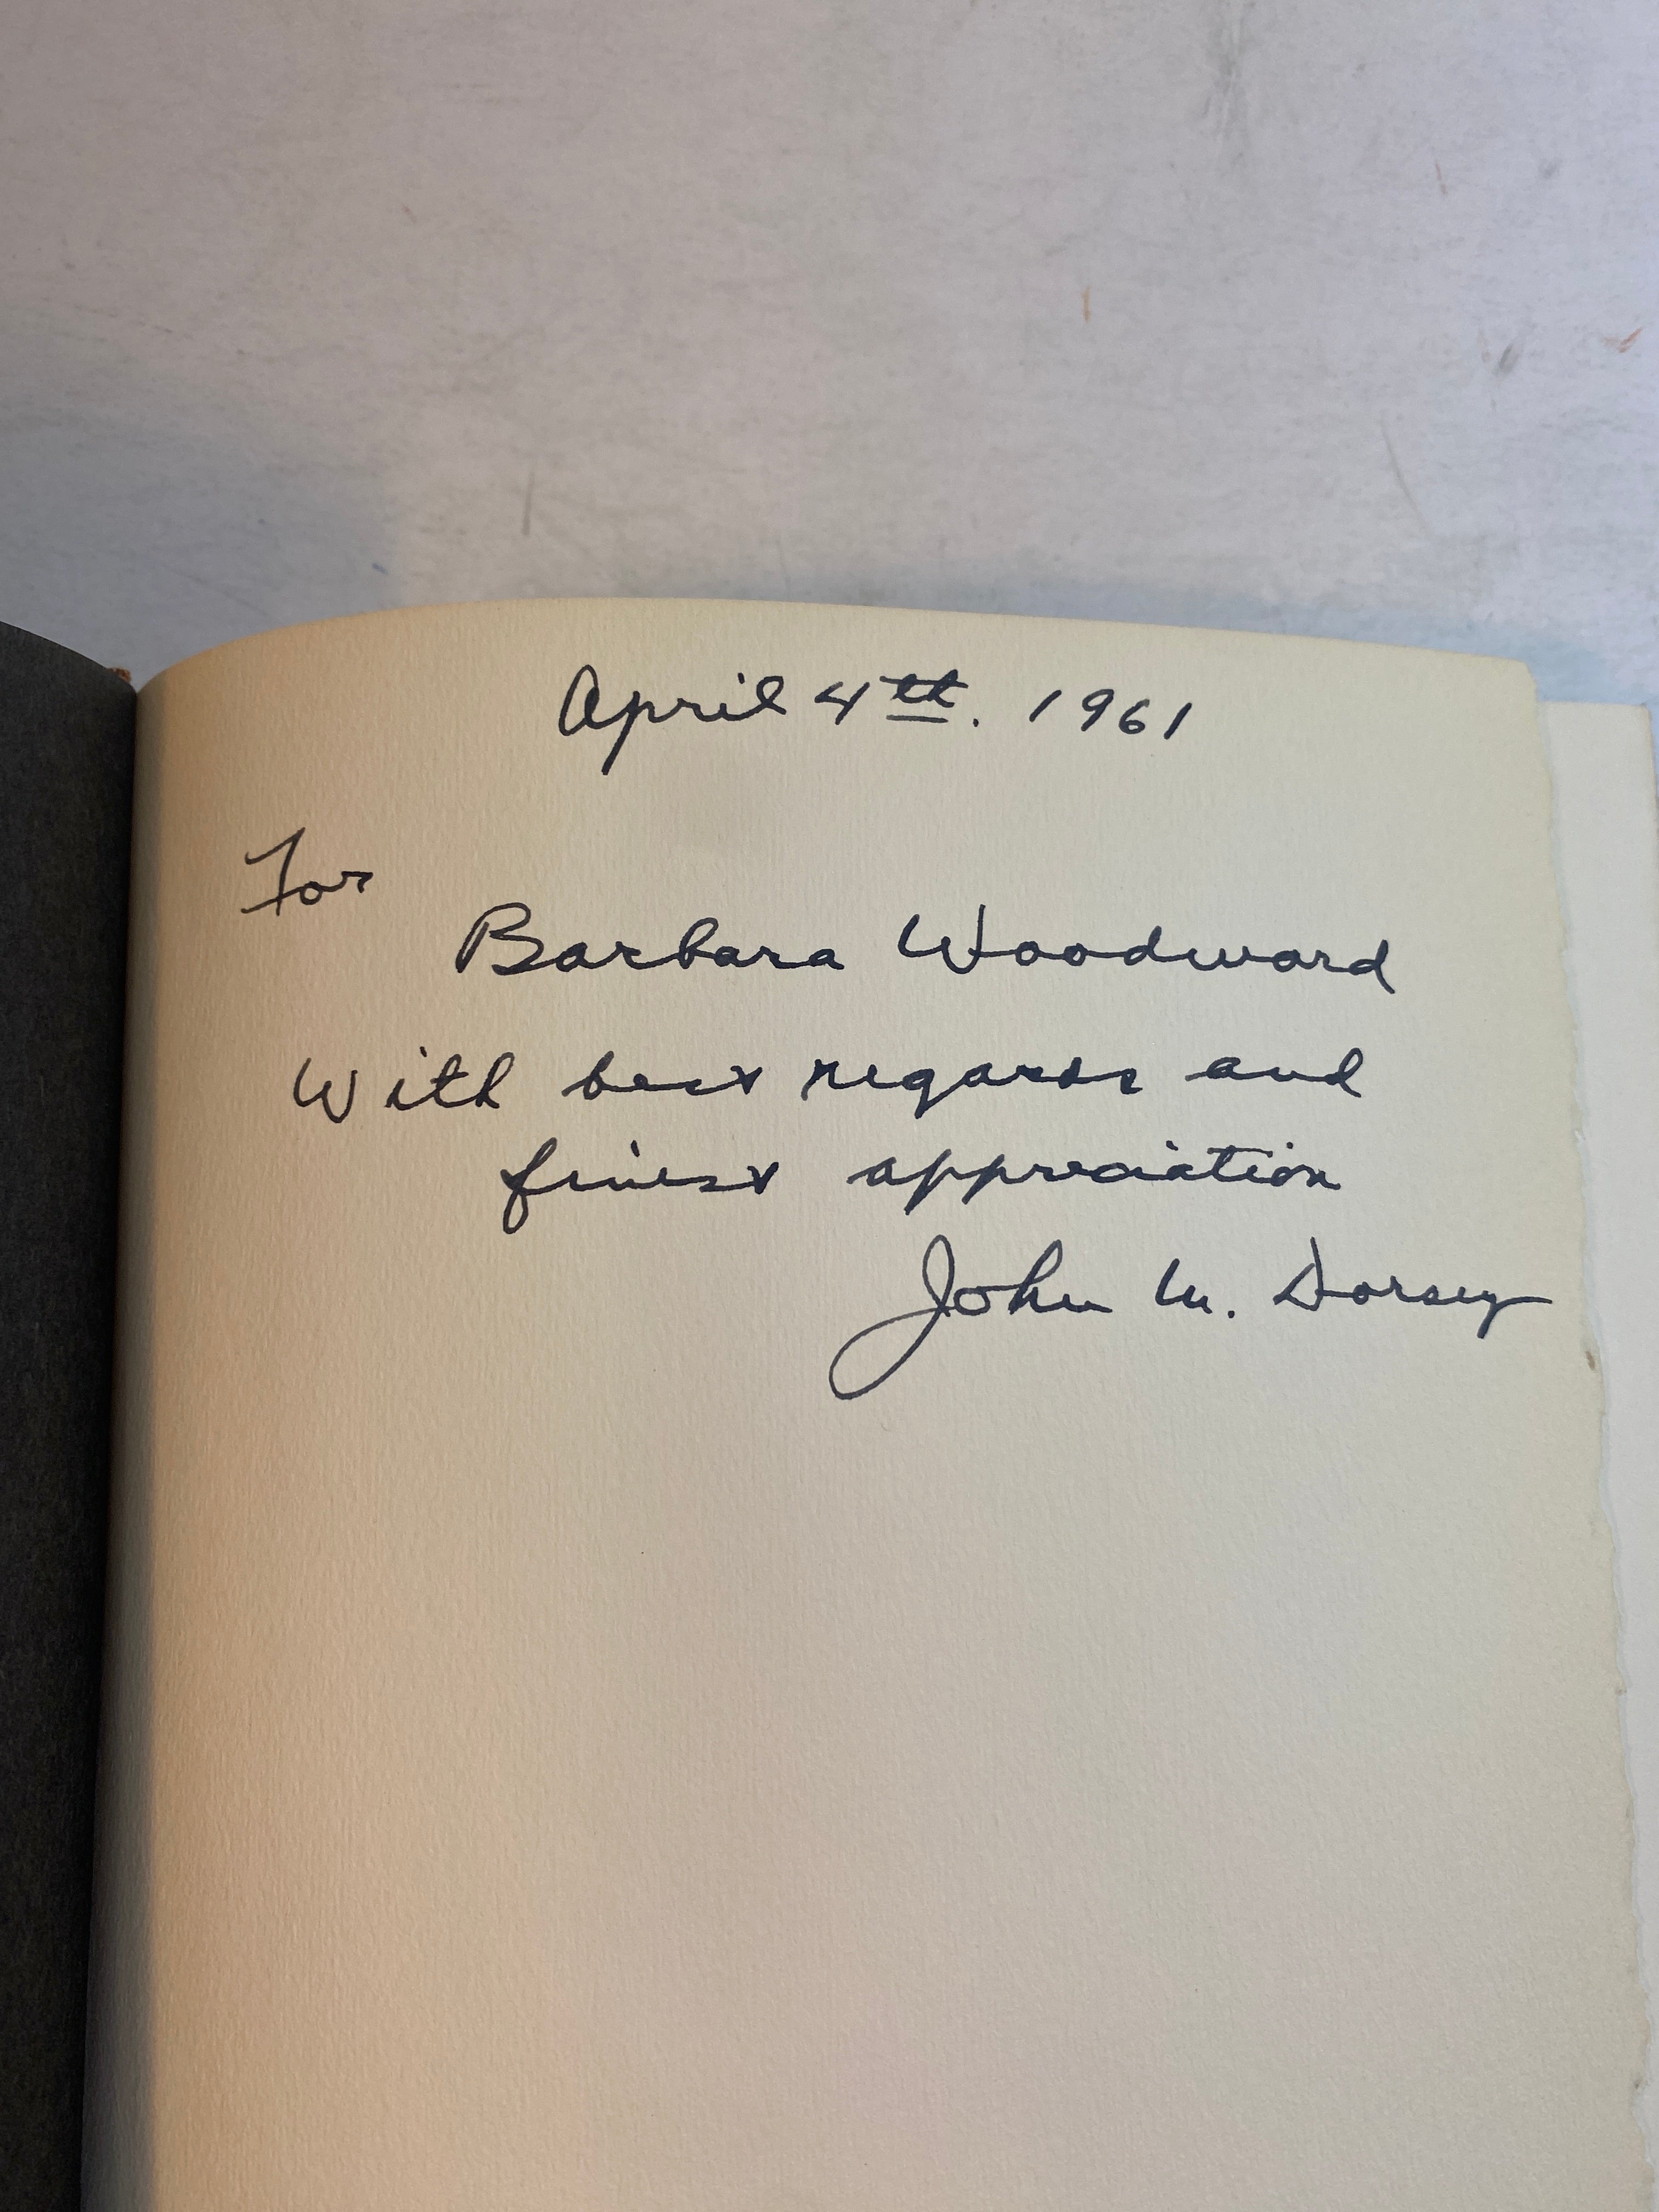 April 4th. 1961
For
Barbara Woodward
With best regards and
finest appreciation
John M. Dorsey